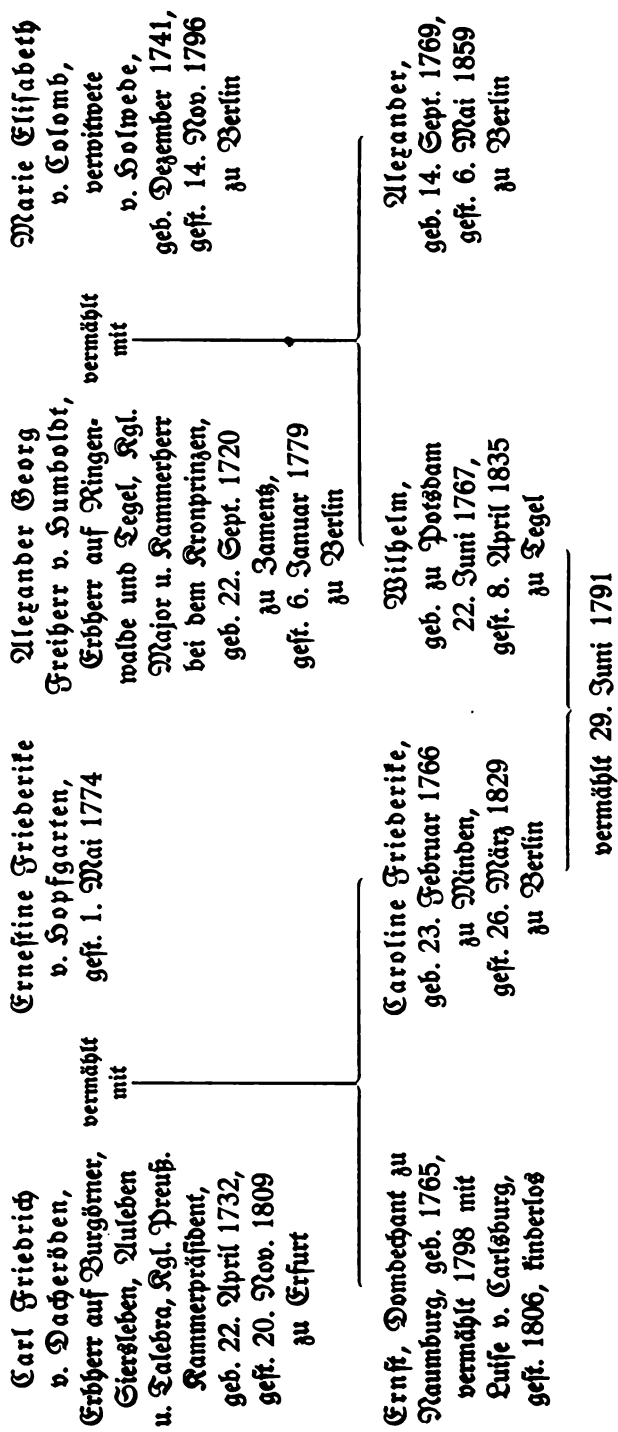 Carl Friedrich
v. Dacheröden,
Erbherr auf Burgörner,
Siersleben, Auleben
u. Talebra, Kgl. Preuß.
Kammerpräsident,
geb. 22. April 1732,
gest. 20. Nov. 1809
zu Erfurt
vermählt
mit
Ernestine Friederike
v. Hopfgarten,
gest. 1. Mai 1774
Alexander Georg
Freiherr v. Humboldt,
Erbherr auf Ringen-
walde und Tegel, Kgl.
Major u. Kammerherr
bei dem Kronprinzen,
geb. 22. Sept. 1720
zu Zamentz,
gest. 6. Januar 1779
zu Berlin
vermählt
mit
Marie Elisabeth
v. Colomb,
verwitwete
v. Holwede,
geb. Dezember 1741,
gest. 14. Nov. 1796
zu Berlin
Ernst, Domdechant zu
Naumburg, geb. 1765,
vermählt 1798 mit
Luise v. Carlsburg,
gest. 1806, kinderlos
Caroline Friederike,
geb. 23. Februar 1766
zu Minden,
gest. 26. März 1829
zu Berlin
Wilhelm,
geb. zu Potsdam
22. Juni 1767,
gest. 8. April 1835
zu Tegel
Alexander,
geb. 14. Sept. 1769,
gest. 6. Mai 1859
zu Berlin
vermählt 29. Juni 1791